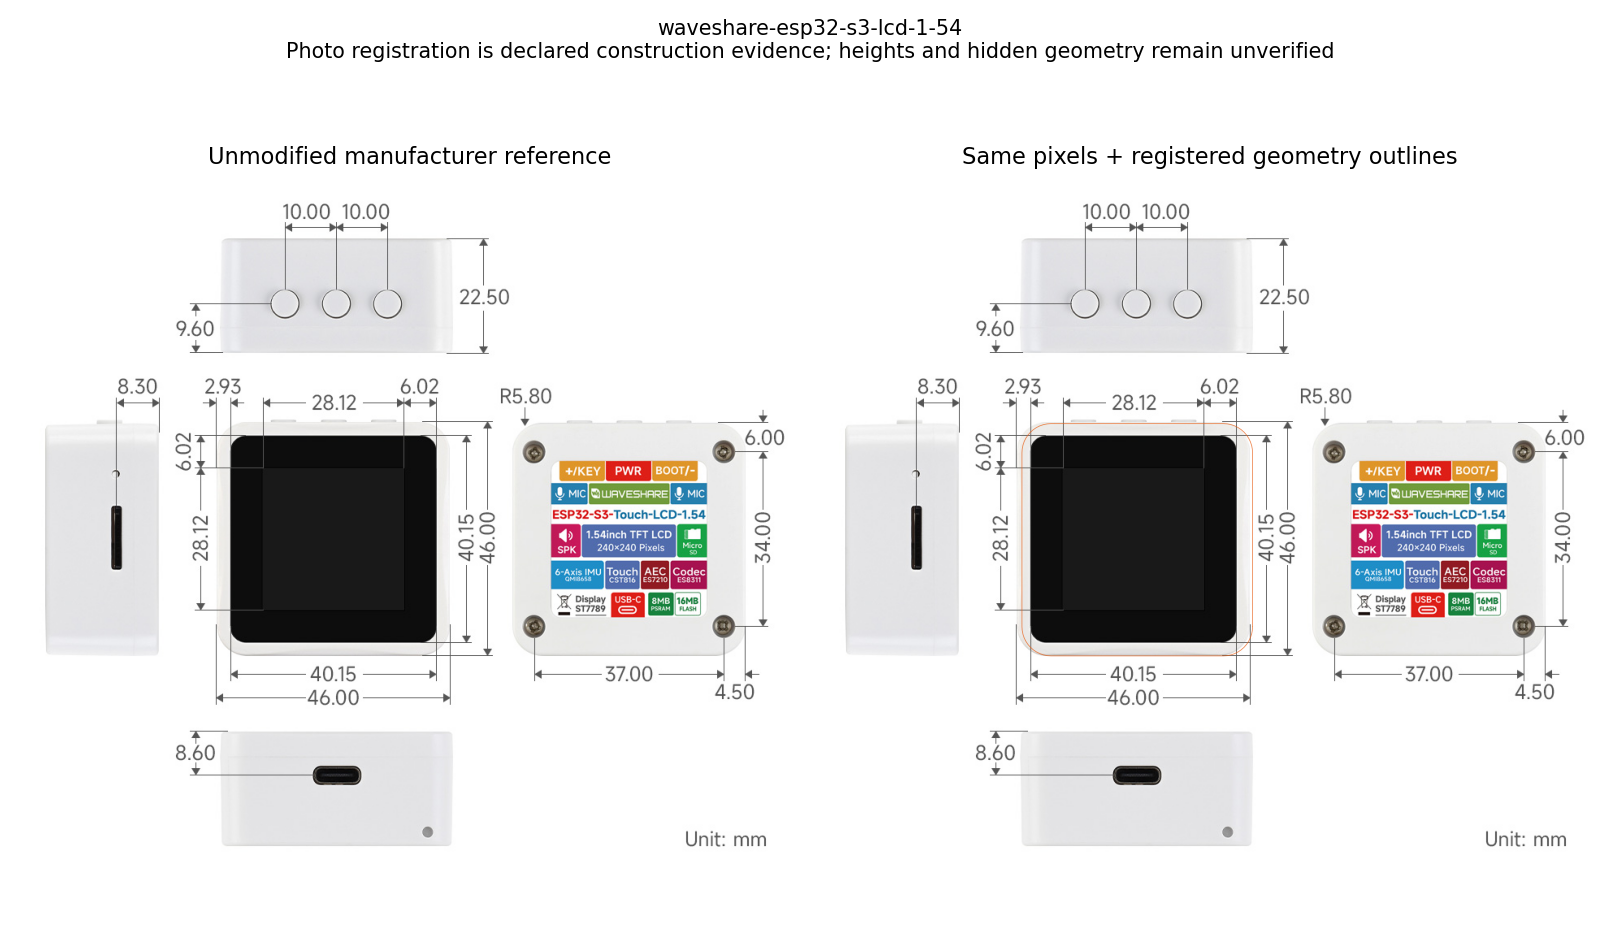 waveshare-esp32-s3-lcd-1-54
Photo registration is declared construction evidence; heights and hidden geometry remain unverified
Unmodified manufacturer reference
10.00 10.00
22.50
9.60
8.30 2.93 28.12 6.02
R5.80
6.02
28.12
40.15
46.00
6.00
34.00
+/KEY PWR BOOT/-
MIC WAVESHARE MIC
ESP32-S3-Touch-LCD-1.54
SPK 1.54inch TFT LCD
240×240 Pixels
Micro
SD
6-Axis IMU
QMI8658
Touch
CST816
AEC
ES7210
Codec
ES8311
Display
ST7789
USB-C
8MB
PSRAM
16MB
FLASH
40.15
46.00
37.00
4.50
8.60
Unit: mm
Same pixels + registered geometry outlines
10.00 10.00
22.50
9.60
8.30 2.93 28.12 6.02
R5.80
6.02
28.12
40.15
46.00
6.00
34.00
+/KEY PWR BOOT/-
MIC WAVESHARE MIC
ESP32-S3-Touch-LCD-1.54
SPK 1.54inch TFT LCD
240×240 Pixels
Micro
SD
6-Axis IMU
QMI8658
Touch
CST816
AEC
ES7210
Codec
ES8311
Display
ST7789
USB-C
8MB
PSRAM
16MB
FLASH
40.15
46.00
37.00
4.50
8.60
Unit: mm